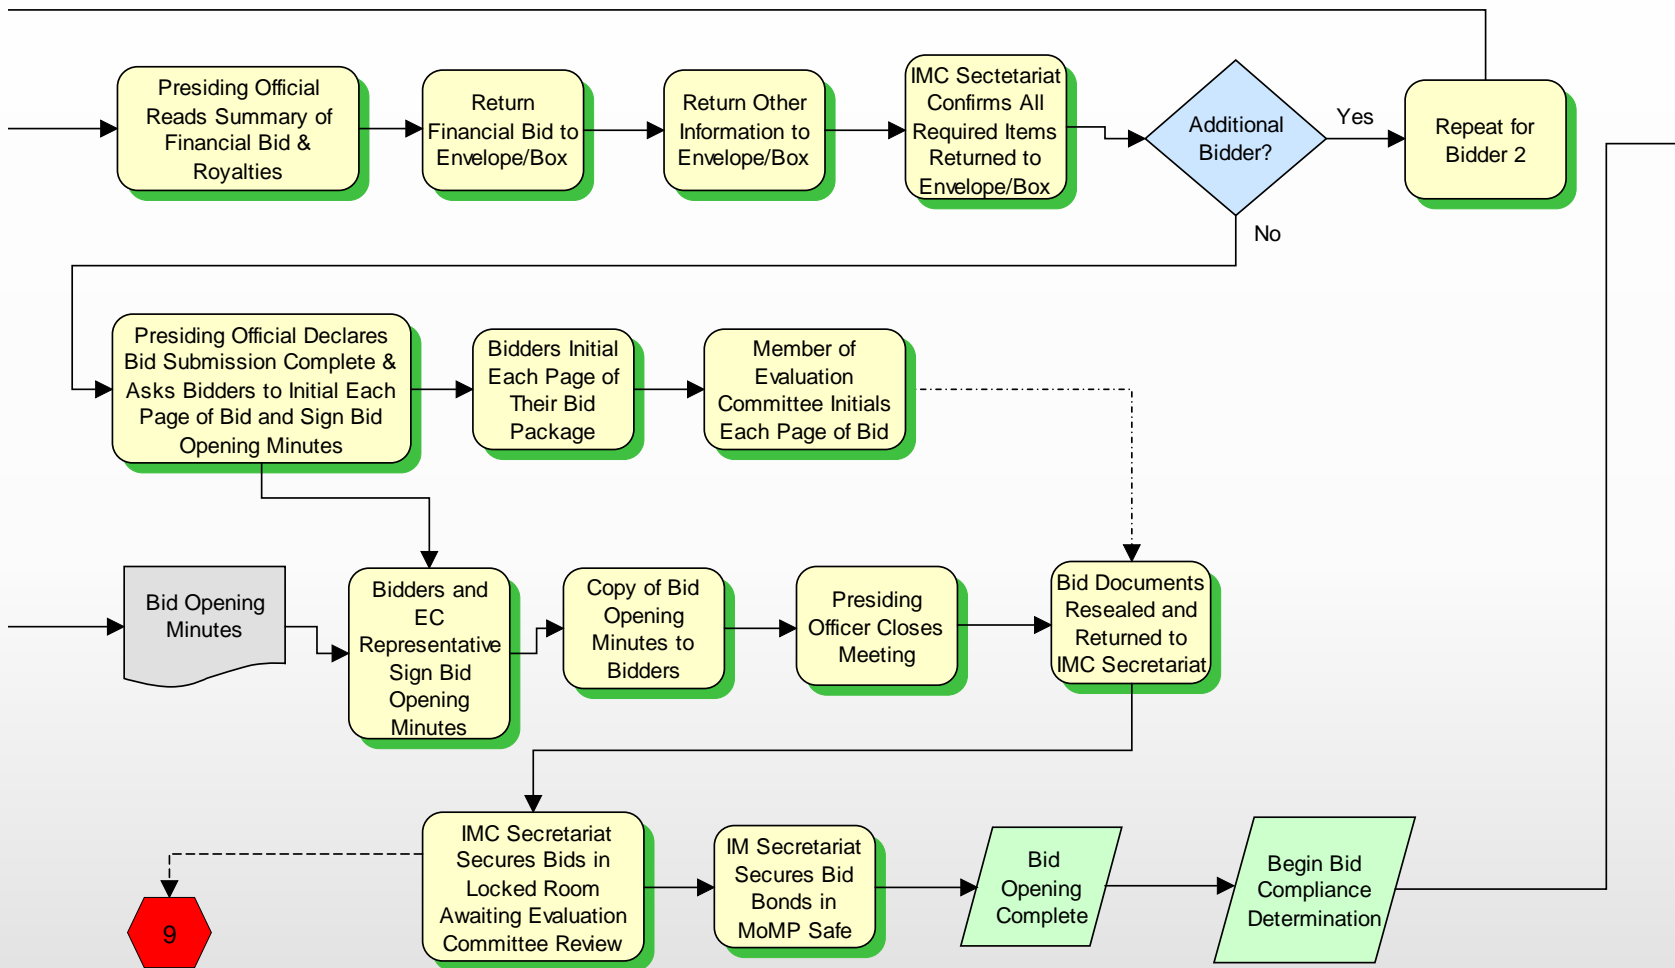 Presiding Official
Reads Summary of
Financial Bid &
Royalties
Return
Financial Bid to
Envelope/Box
Return Other
Information to
Envelope/Box
IMC Sectetariat
Confirms All
Required Items
Returned to
Envelope/Box
Additional
Bidder?
Yes
Repeat for
Bidder 2
No
Presiding Official Declares
Bid Submission Complete &
Asks Bidders to Initial Each
Page of Bid and Sign Bid
Opening Minutes
Bidders Initial
Each Page of
Their Bid
Package
Member of
Evaluation
Committee Initials
Each Page of Bid
Bid Opening
Minutes
Bidders and
EC
Representative
Sign Bid
Opening
Minutes
Copy of Bid
Opening
Minutes to
Bidders
Presiding
Officer Closes
Meeting
Bid Documents
Resealed and
Returned to
IMC Secretariat
9
IMC Secretariat
Secures Bids in
Locked Room
Awaiting Evaluation
Committee Review
IM Secretariat
Secures Bid
Bonds in
MoMP Safe
Bid
Opening
Complete
Begin Bid
Compliance
Determination